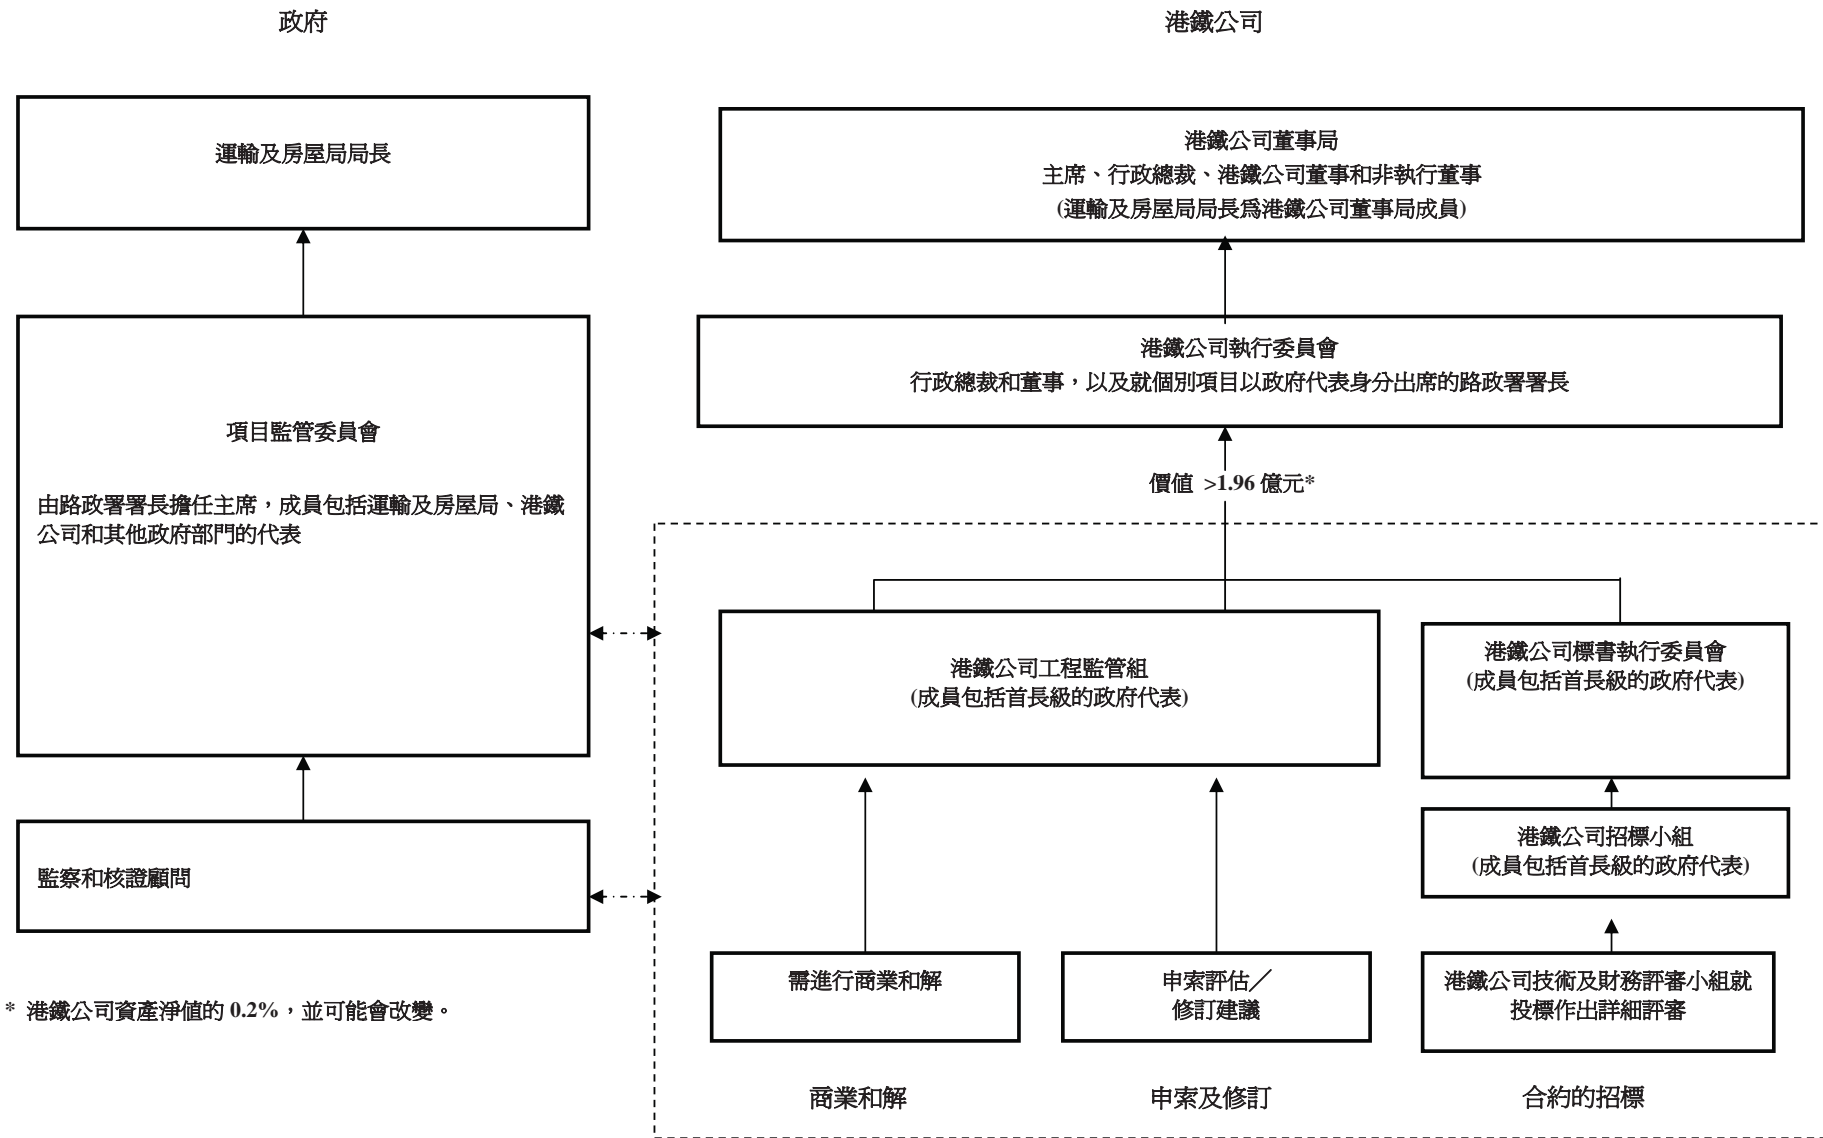 政府
港鐵公司
運輸及房屋局局長
港鐵公司董事局
主席、行政總裁、港鐵公司董事和非執行董事
(運輸及房屋局局長爲港鐵公司董事局成員)
港鐵公司執行委員會
行政總裁和董事，以及就個別項目以政府代表身分出席的路政署署長
項目監管委員會
由路政署署長擔任主席，成員包括運輸及房屋局、港鐵
公司和其他政府部門的代表
價值 >1.96 億元*
港鐵公司工程監管組
(成員包括首長級的政府代表)
港鐵公司標書執行委員會
(成員包括首長級的政府代表)
港鐵公司招標小組
(成員包括首長級的政府代表)
監察和核證顧問
需進行商業和解
申索評估／
修訂建議
港鐵公司技術及財務評審小組就
投標作出詳細評審
* 港鐵公司資產淨值的 0.2%，並可能會改變。
商業和解
申索及修訂
合約的招標